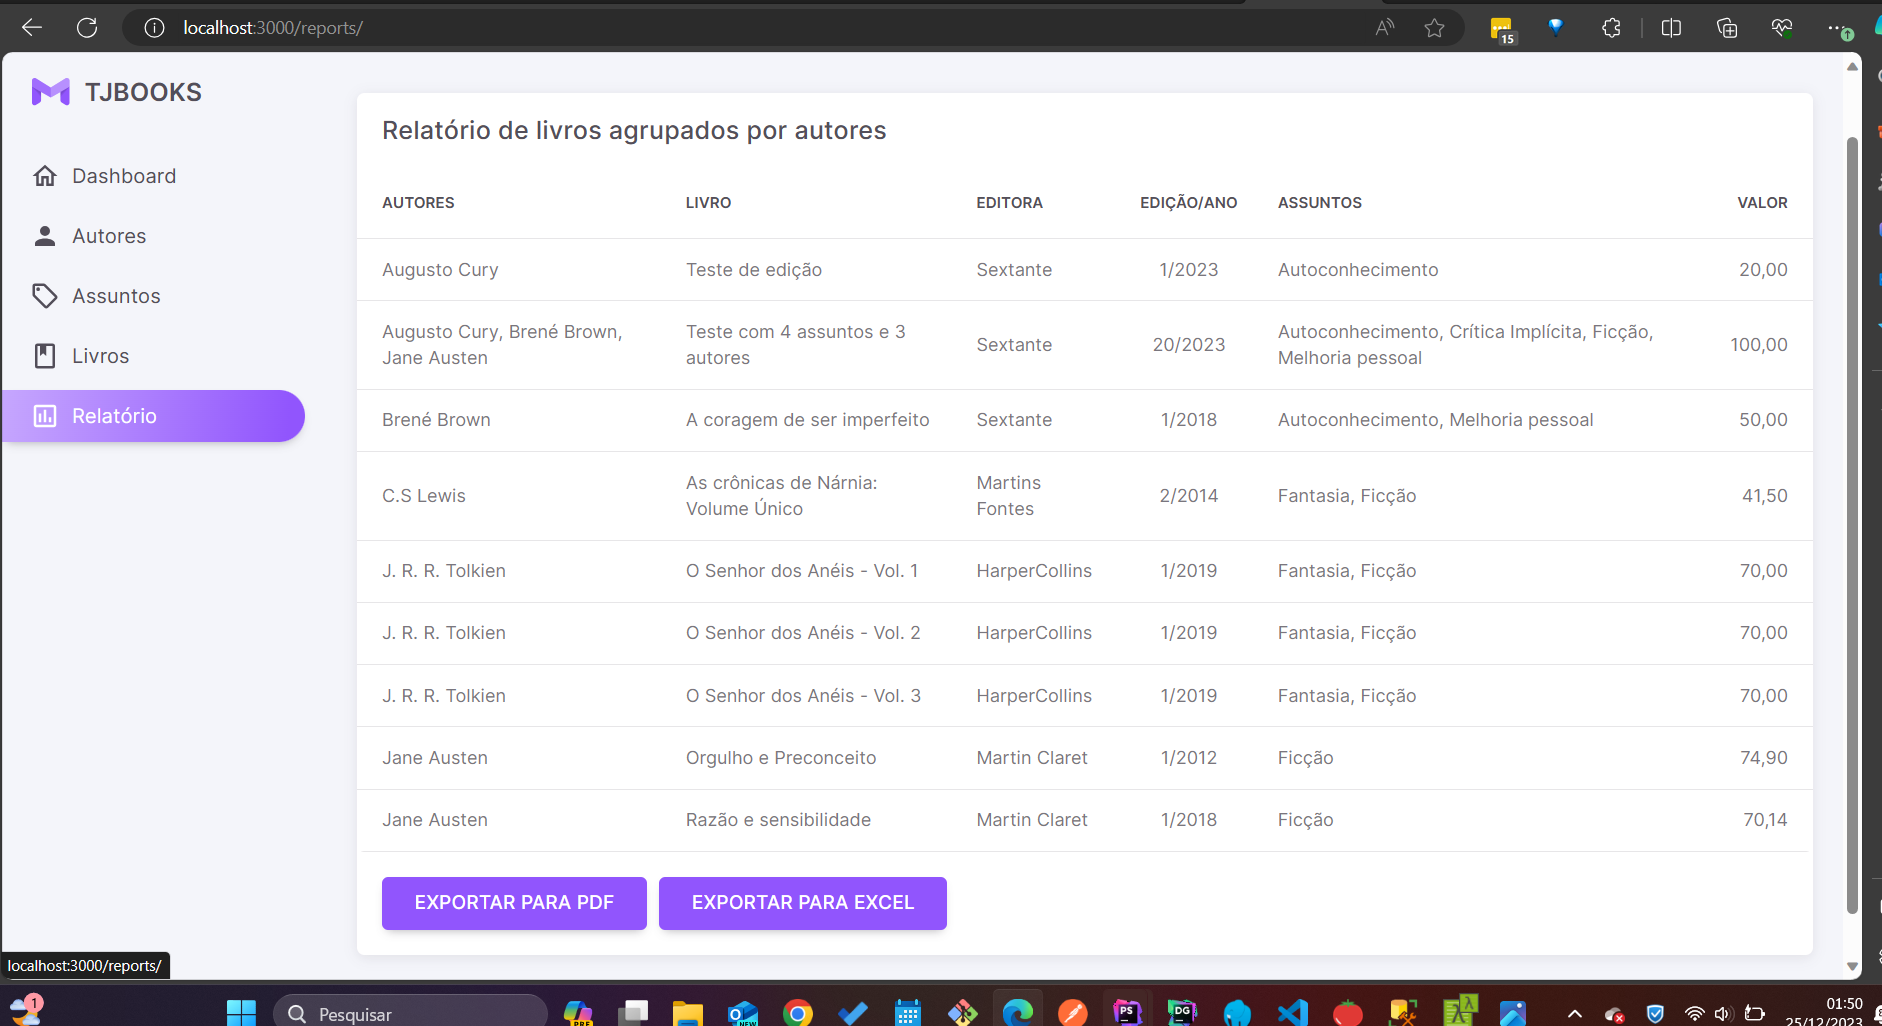 localhost:3000/reports/
15
TJBOOKS
Dashboard
Autores
Assuntos
Livros
Relatório
Relatório de livros agrupados por autores
AUTORES LIVRO EDITORA EDIÇÃO/ANO ASSUNTOS VALOR
Augusto Cury Teste de edição Sextante 1/2023 Autoconhecimento 20,00
Augusto Cury, Brené Brown, Teste com 4 assuntos e 3 Sextante 20/2023 Autoconhecimento, Crítica Implícita, Ficção, 100,00
Jane Austen autores Melhoria pessoal
Brené Brown A coragem de ser imperfeito Sextante 1/2018 Autoconhecimento, Melhoria pessoal 50,00
C.S Lewis As crônicas de Nárnia: Martins 2/2014 Fantasia, Ficção 41,50
Volume Único Fontes
J. R. R. Tolkien O Senhor dos Anéis - Vol. 1 HarperCollins 1/2019 Fantasia, Ficção 70,00
J. R. R. Tolkien O Senhor dos Anéis - Vol. 2 HarperCollins 1/2019 Fantasia, Ficção 70,00
J. R. R. Tolkien O Senhor dos Anéis - Vol. 3 HarperCollins 1/2019 Fantasia, Ficção 70,00
Jane Austen Orgulho e Preconceito Martin Claret 1/2012 Ficção 74,90
Jane Austen Razão e sensibilidade Martin Claret 1/2018 Ficção 70,14
EXPORTAR PARA PDF EXPORTAR PARA EXCEL
localhost:3000/reports/
1
Pesquisar
PRE
NEW
PS
DG
01:50
25/12/2023